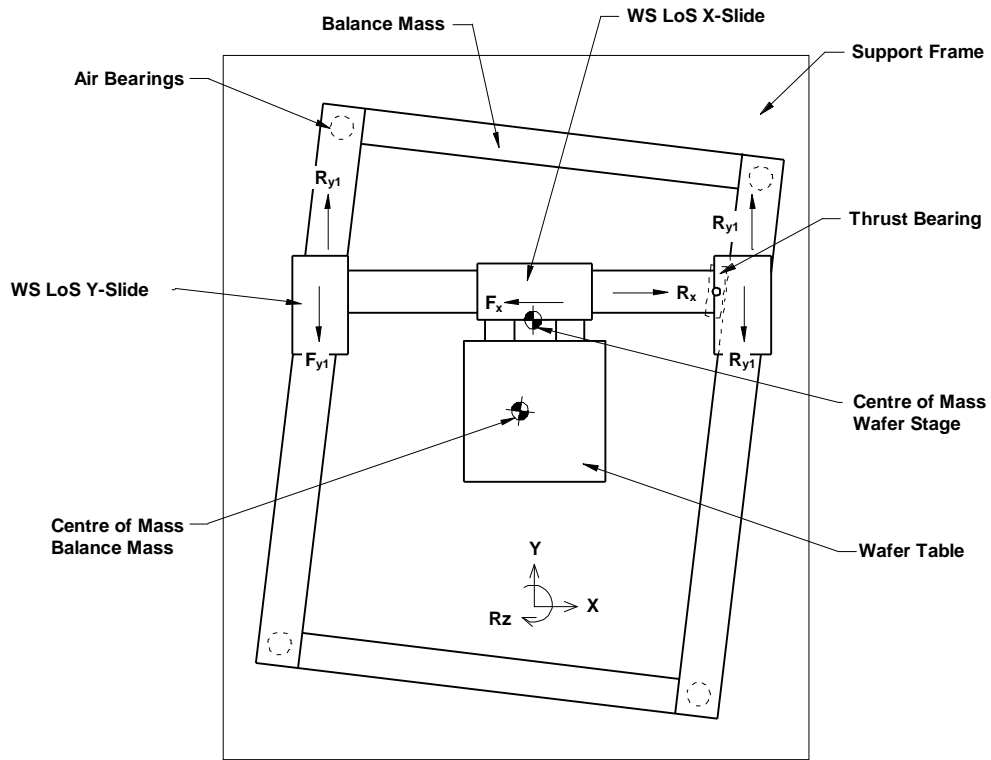 WS LoS X-Slide
Balance Mass
Support Frame
Air Bearings
Ry1
Ry1
Thrust Bearing
WS LoS Y-Slide
Fx
Rx
Fy1
Ry1
Centre of Mass
Wafer Stage
Centre of Mass
Balance Mass
Wafer Table
Y
X
Rz